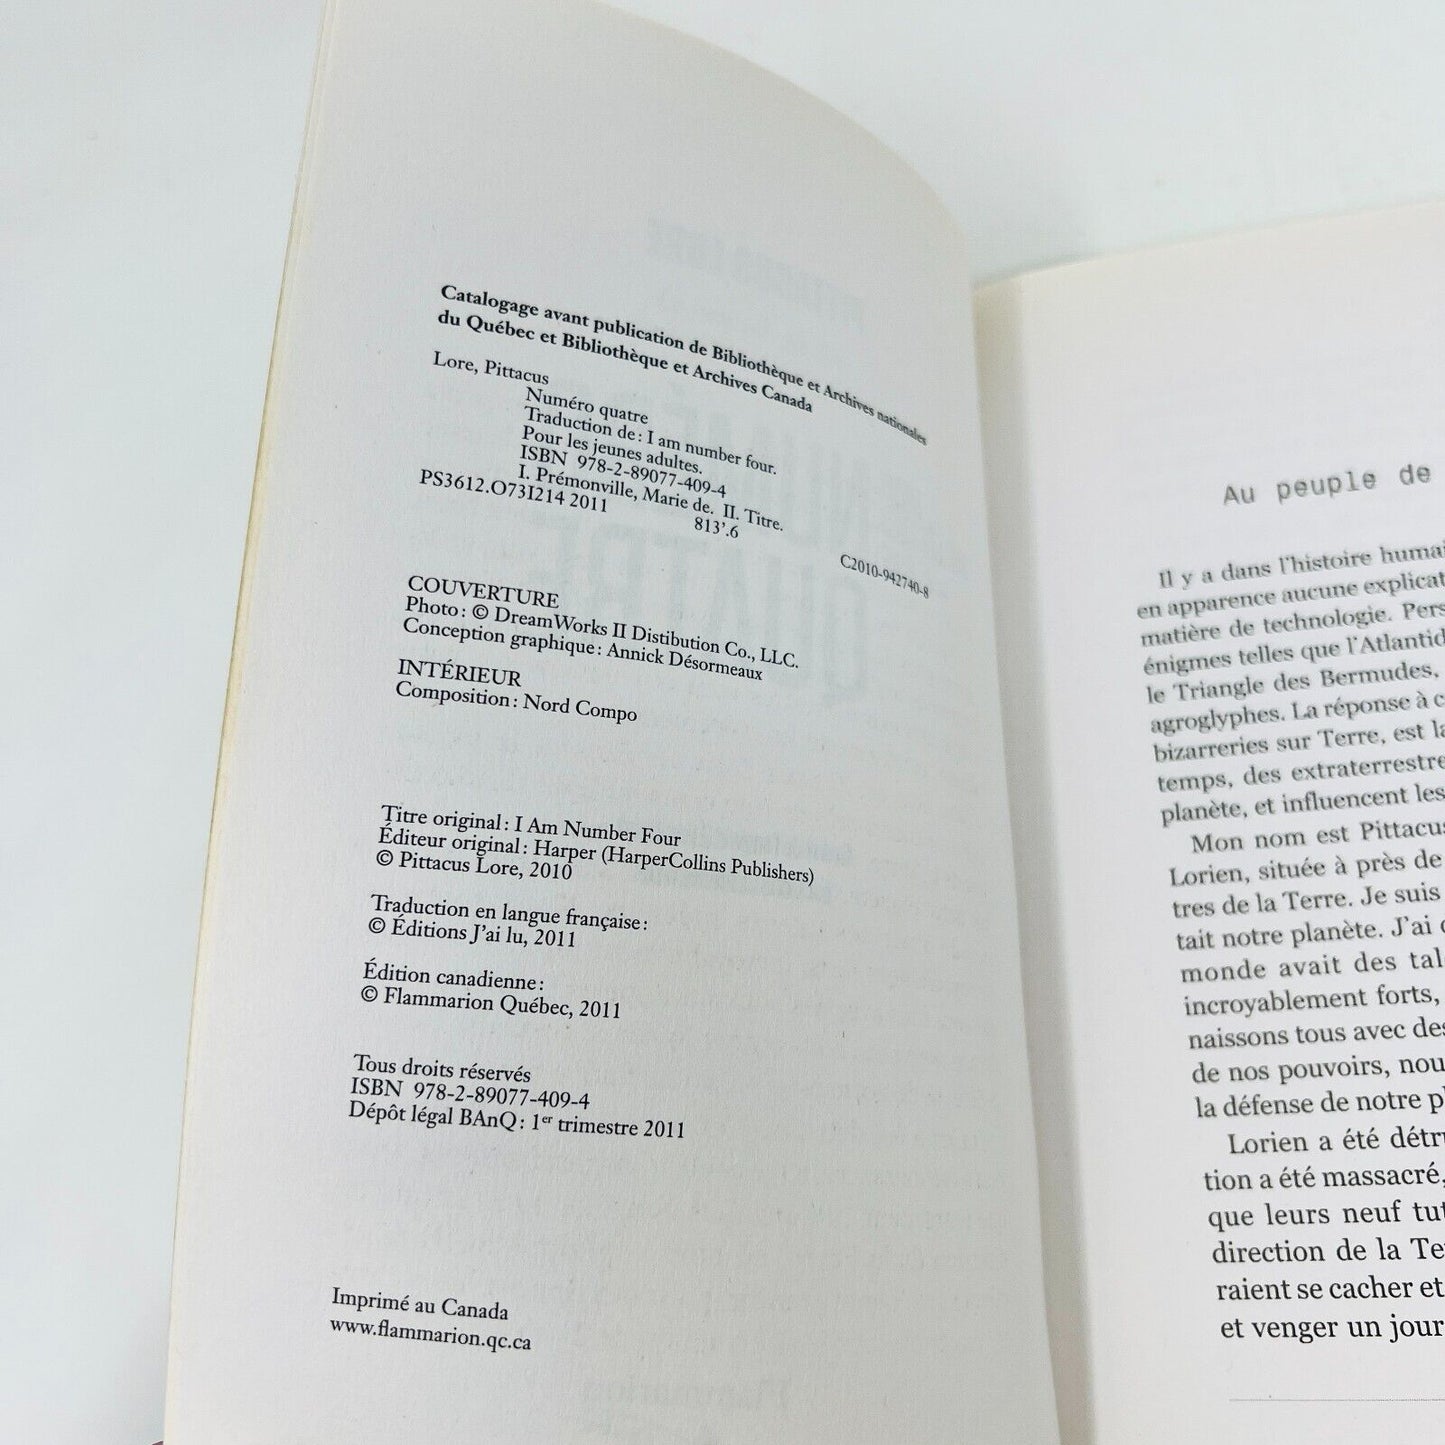 Catalogage avant publication de Bibliothèque et Archives nationales
du Québec et Bibliothèque et Archives Canada
Lore, Pittacus
Numéro quatre
Traduction de : I am number four.
Pour les jeunes adultes.
ISBN 978-2-89077-409-4
I. Prémonville, Marie de. II. Titre.
PS3612.O73I214 2011 813'.6
C2010-942740-8
COUVERTURE
Photo : © DreamWorks II Distibution Co., LLC.
Conception graphique : Annick Désormeaux
INTÉRIEUR
Composition : Nord Compo
Titre original : I Am Number Four
Éditeur original : Harper (HarperCollins Publishers)
© Pittacus Lore, 2010
Traduction en langue française :
© Éditions J'ai lu, 2011
Édition canadienne :
© Flammarion Québec, 2011
Tous droits réservés
ISBN 978-2-89077-409-4
Dépôt légal BAnQ : 1er trimestre 2011
Imprimé au Canada
www.flammarion.qc.ca
Au peuple de
Il y a dans l'histoire humai
en apparence aucune explicat
matière de technologie. Pers
énigmes telles que l'Atlantid
le Triangle des Bermudes,
agroglyphes. La réponse à c
bizarreries sur Terre, est la
temps, des extraterrestre
planète, et influencent les
Mon nom est Pittacus
Lorien, située à près de
tres de la Terre. Je suis
tait notre planète. J'ai
monde avait des tal
incroyablement forts,
naissons tous avec des
de nos pouvoirs, nou
la défense de notre pl
Lorien a été détru
tion a été massacré,
que leurs neuf tut
direction de la Te
raient se cacher et
et venger un jour